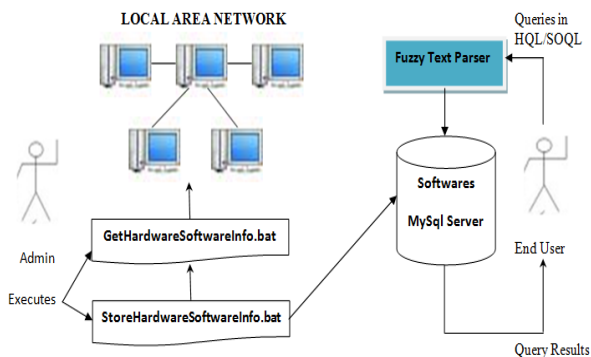 LOCAL AREA NETWORK
Queries in
HQL/SOQL
Fuzzy Text Parser
Softwares
MySql Server
GetHardwareSoftwareInfo.bat
Admin
End User
Executes
StoreHardwareSoftwareInfo.bat
Query Results